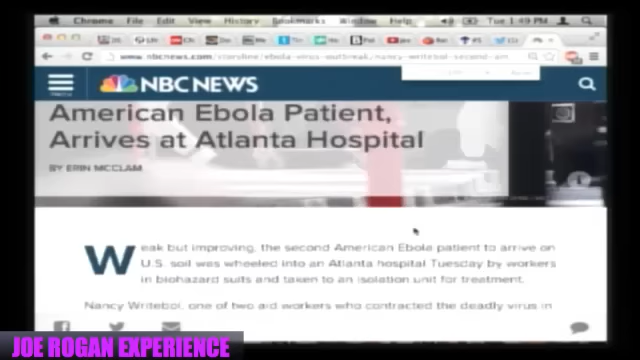 Chrome File Edit View History Bookmarks Window Help Tue 1:49 PM
www.nbcnews.com/storyline/ebola-virus-outbreak/nancy-writebol-second-am
NBC NEWS
American Ebola Patient,
Arrives at Atlanta Hospital
BY ERIN MCCLAM
Weak but improving, the second American Ebola patient to arrive on
U.S. soil was wheeled into an Atlanta hospital Tuesday by workers
in biohazard suits and taken to an isolation unit for treatment.
Nancy Writebol, one of two aid workers who contracted the deadly virus in
JOE ROGAN EXPERIENCE